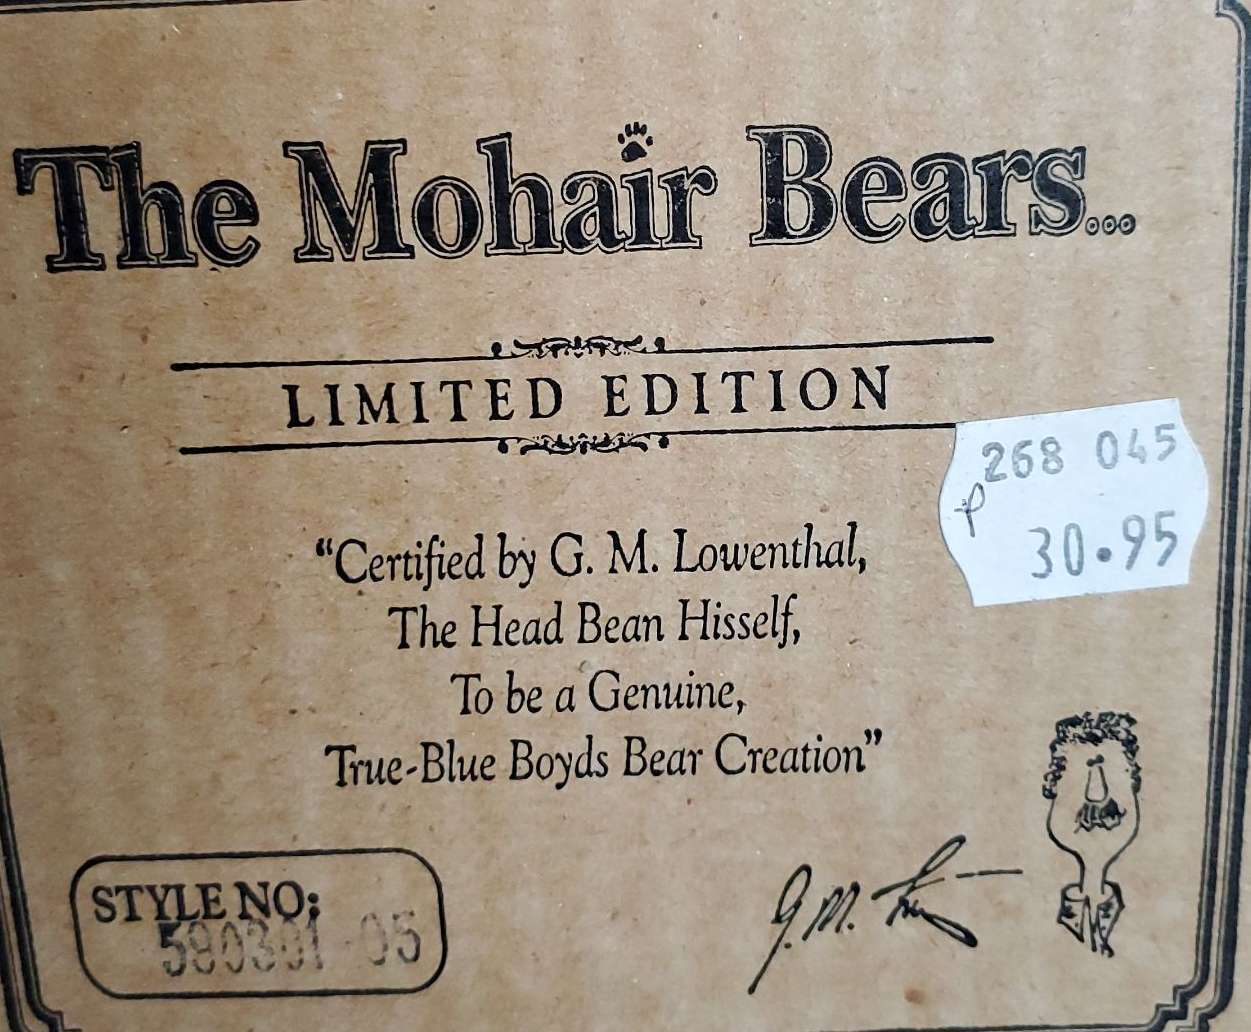 The Mohair Bears...
LIMITED EDITION
268 045
P
30.95
“Certified by G. M. Lowenthal,
The Head Bean Hisself,
To be a Genuine,
True-Blue Boyds Bear Creation”
STYLE NO:
590301 05
G.M.